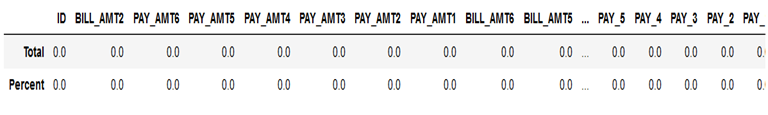 ID BILL_AMT2 PAY_AMT6 PAY_AMT5 PAY_AMT4 PAY_AMT3 PAY_AMT2 PAY_AMT1 BILL_AMT6 BILL_AMT5 ... PAY_5 PAY_4 PAY_3 PAY_2 PAY_
Total 0.0 0.0 0.0 0.0 0.0 0.0 0.0 0.0 0.0 0.0 ... 0.0 0.0 0.0 0.0 0.
Percent 0.0 0.0 0.0 0.0 0.0 0.0 0.0 0.0 0.0 0.0 ... 0.0 0.0 0.0 0.0 0.